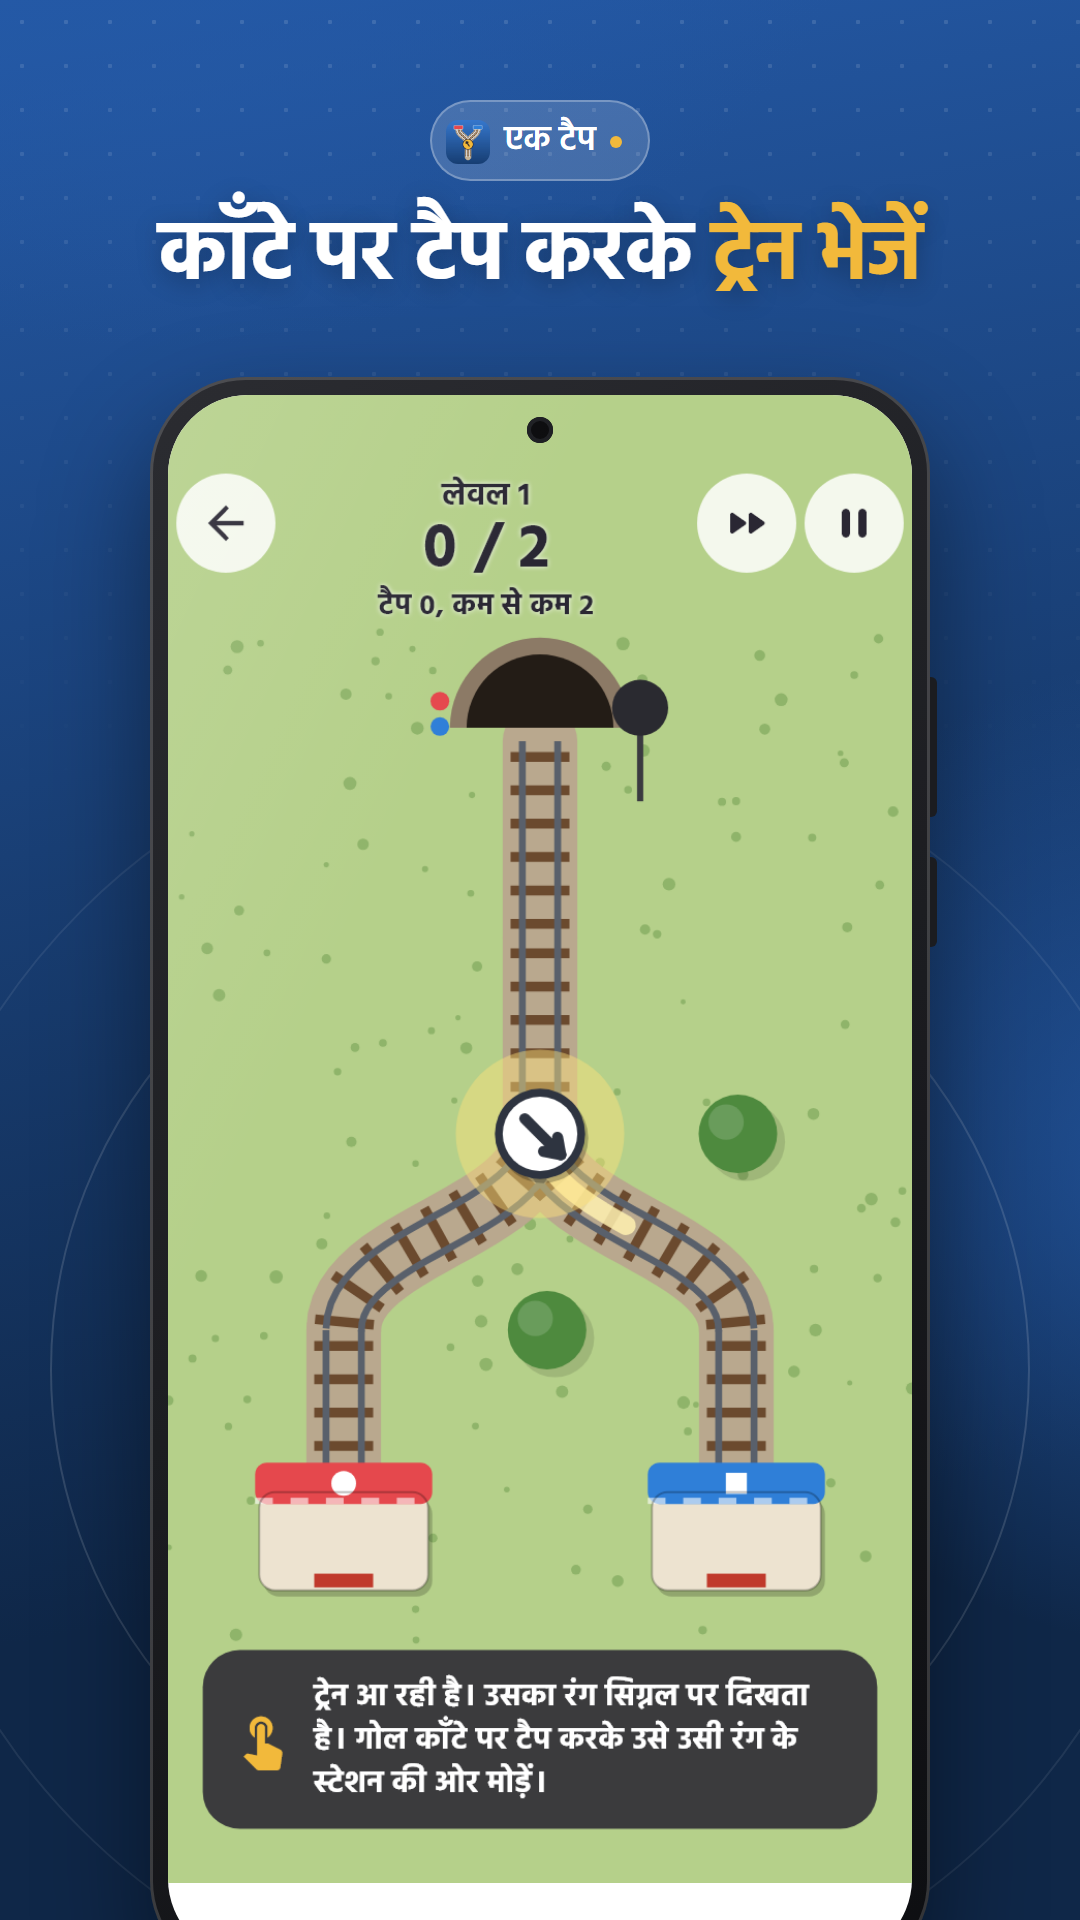 एक टैप
काँटे पर टैप करके ट्रेन भेजें
लेवल 1
0 / 2
टैप 0, कम से कम 2
ट्रेन आ रही है। उसका रंग सिग्नल पर दिखता
है। गोल काँटे पर टैप करके उसे उसी रंग के
स्टेशन की ओर मोड़ें।